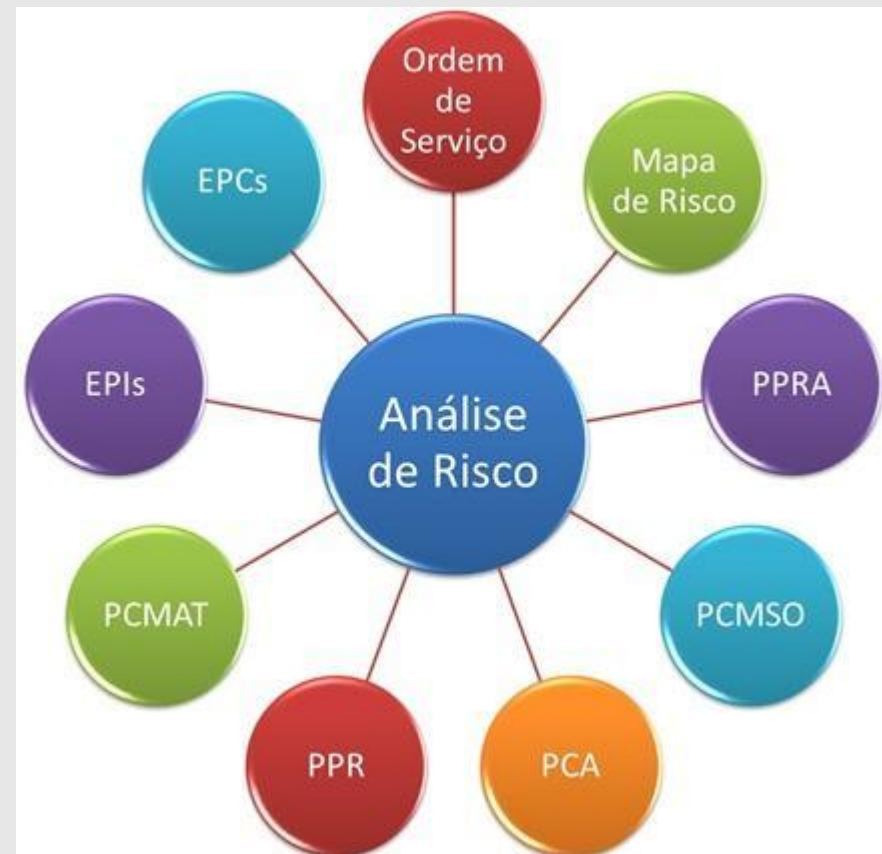 Ordem
de
Serviço
Mapa
de Risco
PPRA
PCMSO
PCA
PPR
PCMAT
EPIs
EPCs
Análise
de Risco